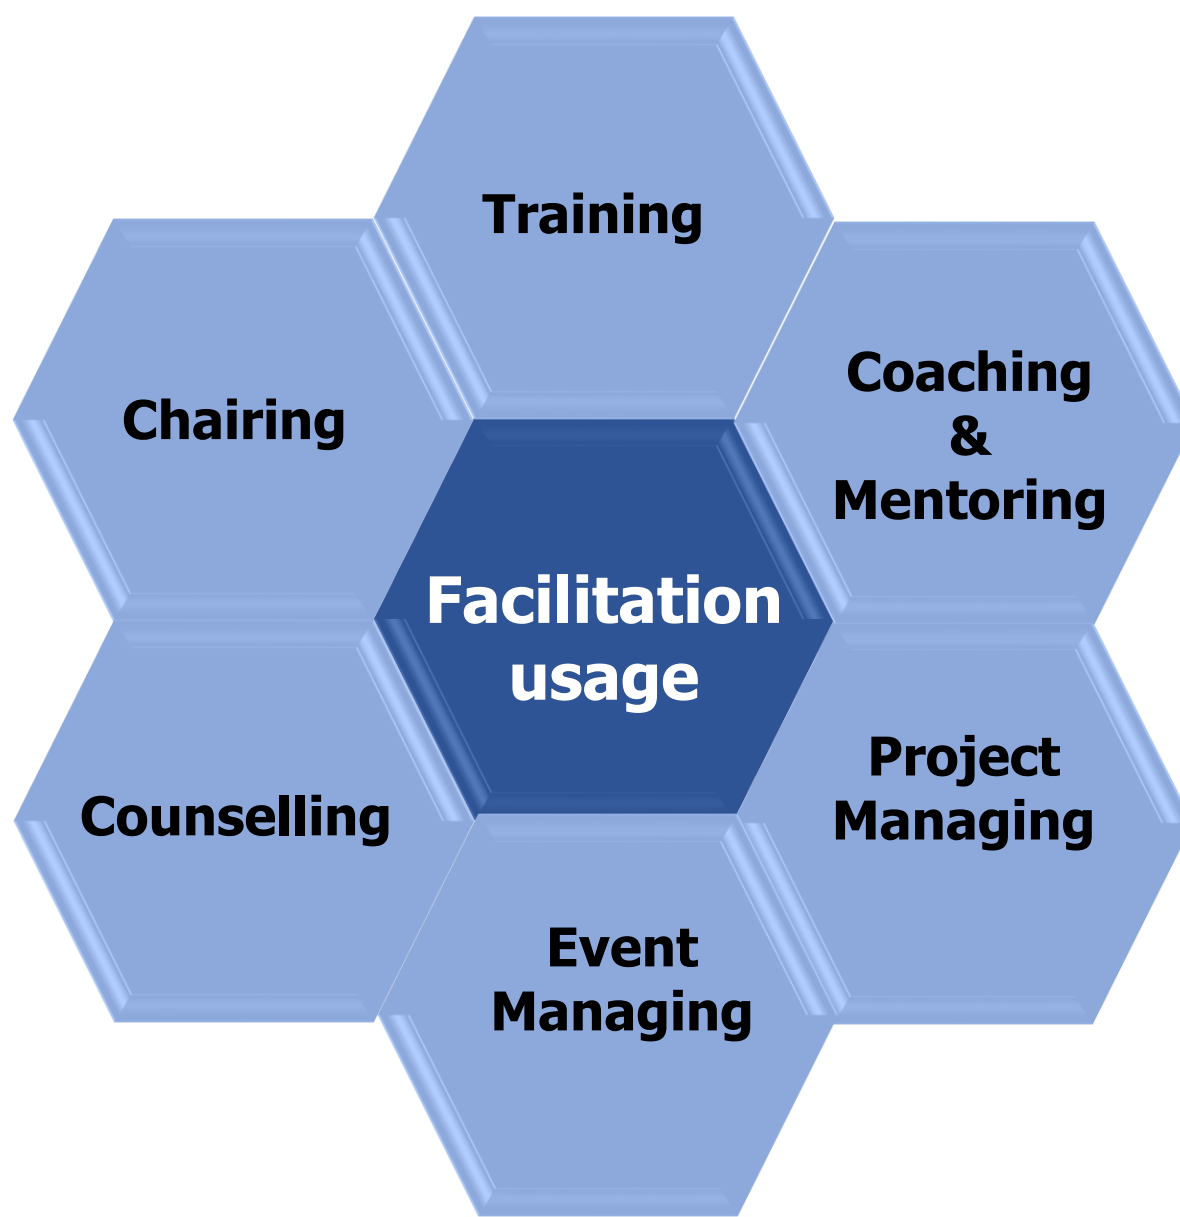 Training
Coaching
&
Mentoring
Chairing
Facilitation
usage
Project
Managing
Counselling
Event
Managing